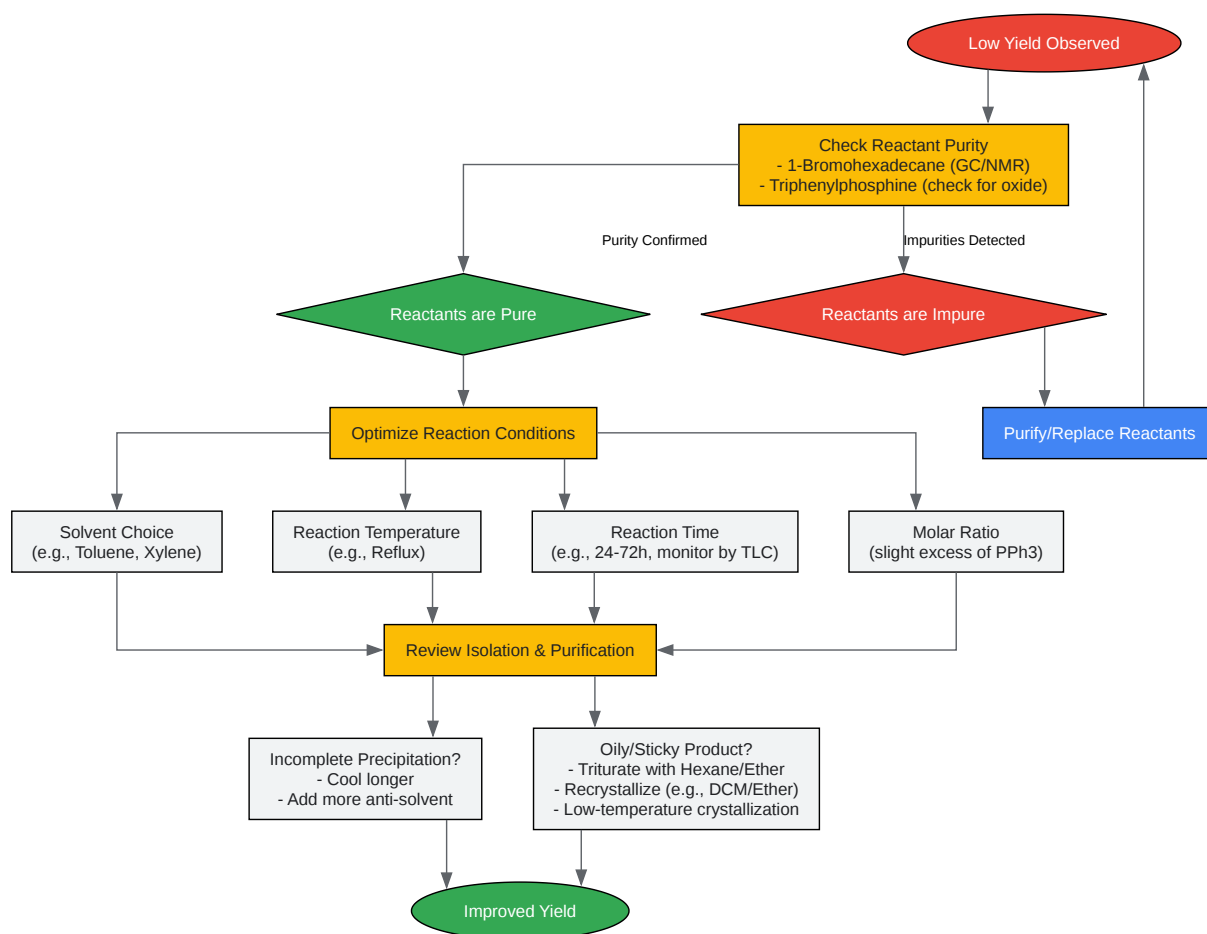 Low Yield Observed
Check Reactant Purity
- 1-Bromohexadecane (GC/NMR)
- Triphenylphosphine (check for oxide)
Purity Confirmed
Impurities Detected
Reactants are Pure
Reactants are Impure
Optimize Reaction Conditions
Purify/Replace Reactants
Solvent Choice
(e.g., Toluene, Xylene)
Reaction Temperature
(e.g., Reflux)
Reaction Time
(e.g., 24-72h, monitor by TLC)
Molar Ratio
(slight excess of PPh3)
Review Isolation & Purification
Incomplete Precipitation?
- Cool longer
- Add more anti-solvent
Oily/Sticky Product?
- Triturate with Hexane/Ether
- Recrystallize (e.g., DCM/Ether)
- Low-temperature crystallization
Improved Yield